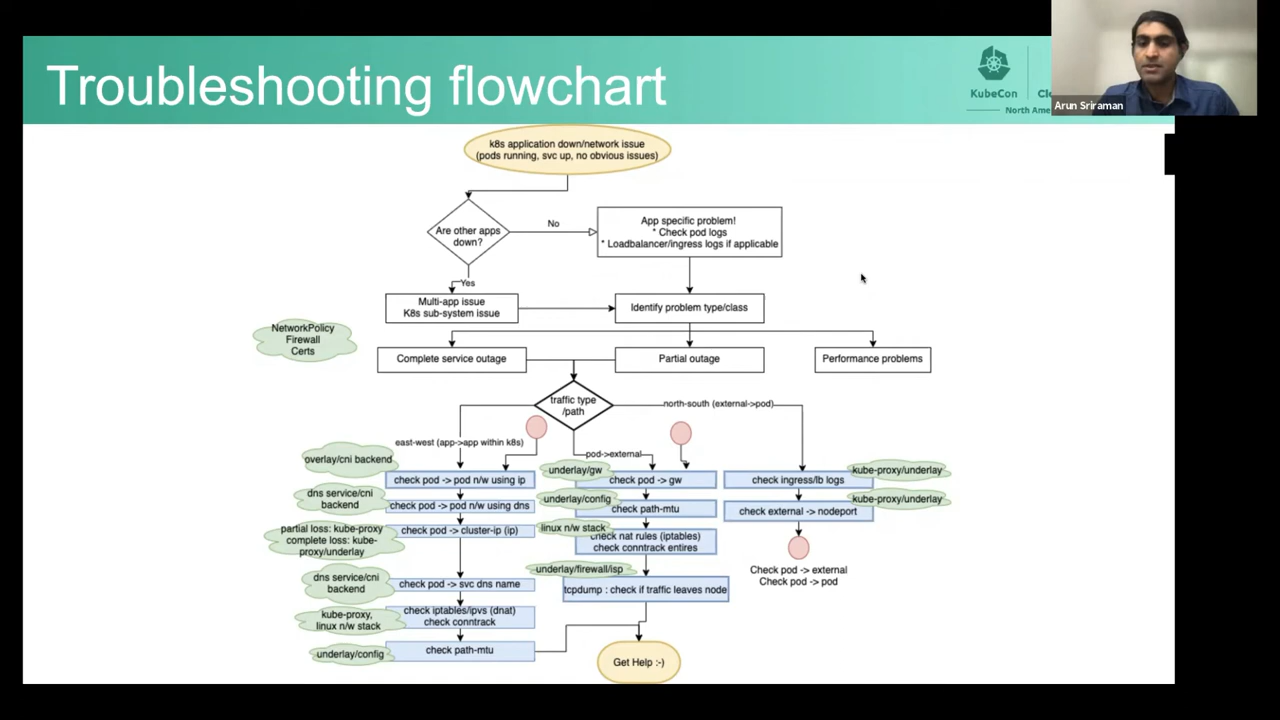 Troubleshooting flowchart
KubeCon
North Ame
Arun Sriraman
k8s application down/network issue
(pods running, svc up, no obvious issues)
Are other apps
down?
No
App specific problem!
* Check pod logs
* Loadbalancer/ingress logs if applicable
Yes
Multi-app issue
K8s sub-system issue
Identify problem type/class
NetworkPolicy
Firewall
Certs
Complete service outage
Partial outage
Performance problems
traffic type
/path
north-south (external->pod)
east-west (app->app within k8s)
pod->external
overlay/cni backend
check pod -> pod n/w using ip
dns service/cni
backend
check pod -> pod n/w using dns
partial loss: kube-proxy
complete loss: kube-
proxy/underlay
check pod -> cluster-ip (ip)
dns service/cni
backend
check pod -> svc dns name
kube-proxy,
linux n/w stack
check iptables/ipvs (dnat)
check conntrack
underlay/config
check path-mtu
underlay/gw
check pod -> gw
underlay/config
check path-mtu
linux n/w stack
check nat rules (iptables)
check conntrack entires
underlay/firewall/isp
tcpdump : check if traffic leaves node
Get Help :-)
check ingress/lb logs
kube-proxy/underlay
check external -> nodeport
kube-proxy/underlay
Check pod -> external
Check pod -> pod